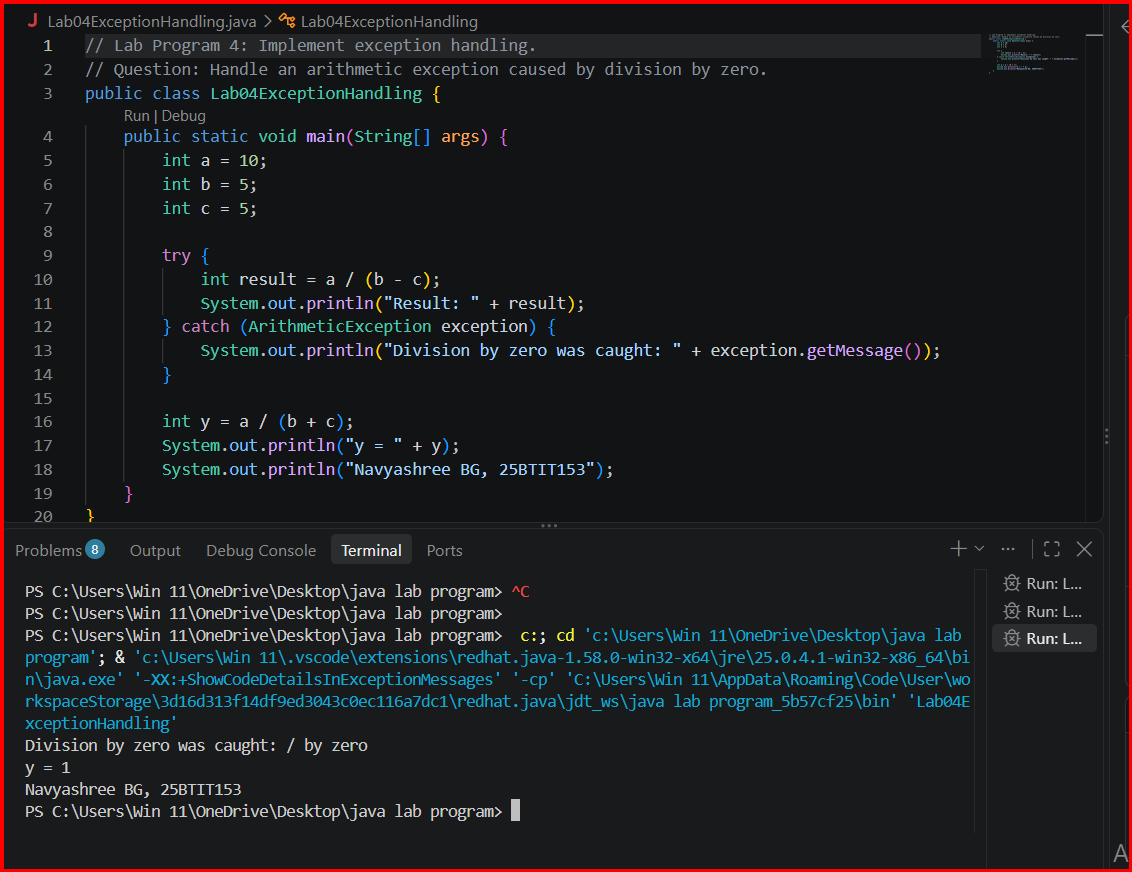 Lab04ExceptionHandling.java > Lab04ExceptionHandling
1 // Lab Program 4: Implement exception handling.
2 // Question: Handle an arithmetic exception caused by division by zero.
3 public class Lab04ExceptionHandling {
Run | Debug
4 public static void main(String[] args) {
5 int a = 10;
6 int b = 5;
7 int c = 5;
8
9 try {
10 int result = a / (b - c);
11 System.out.println("Result: " + result);
12 } catch (ArithmeticException exception) {
13 System.out.println("Division by zero was caught: " + exception.getMessage());
14 }
15
16 int y = a / (b + c);
17 System.out.println("y = " + y);
18 System.out.println("Navyashree BG, 25BTIT153");
19 }
20 }
Problems 8 Output Debug Console Terminal Ports
PS C:\Users\Win 11\OneDrive\Desktop\java lab program> ^C
PS C:\Users\Win 11\OneDrive\Desktop\java lab program>
PS C:\Users\Win 11\OneDrive\Desktop\java lab program>  c:; cd 'c:\Users\Win 11\OneDrive\Desktop\java lab
program'; & 'c:\Users\Win 11\.vscode\extensions\redhat.java-1.58.0-win32-x64\jre\25.0.4.1-win32-x86_64\bi
n\java.exe' '-XX:+ShowCodeDetailsInExceptionMessages' '-cp' 'C:\Users\Win 11\AppData\Roaming\Code\User\wo
rkspaceStorage\3d16d313f14df9ed3043c0ec116a7dc1\redhat.java\jdt_ws\java lab program_5b57cf25\bin' 'Lab04E
xceptionHandling'
Division by zero was caught: / by zero
y = 1
Navyashree BG, 25BTIT153
PS C:\Users\Win 11\OneDrive\Desktop\java lab program>
Run: L...
Run: L...
Run: L...
A